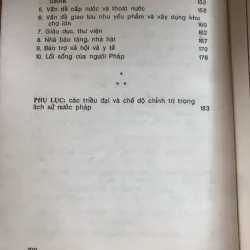 Seine 152
5. Vấn đề cấp nước và thoát nước 158
6. Vấn đề giao lưu nhu yếu phẩm và xây dựng khu
chợ lớn 160
7. Giáo dục, thư viện 162
8. Nhà bảo tàng, nhà hát 167
9. Bảo trợ xã hội và y tế 170
10. Lối sống của người Pháp 176
*
* *
PHỤ LỤC: các triều đại và chế độ chính trị trong
lịch sử nước pháp 183